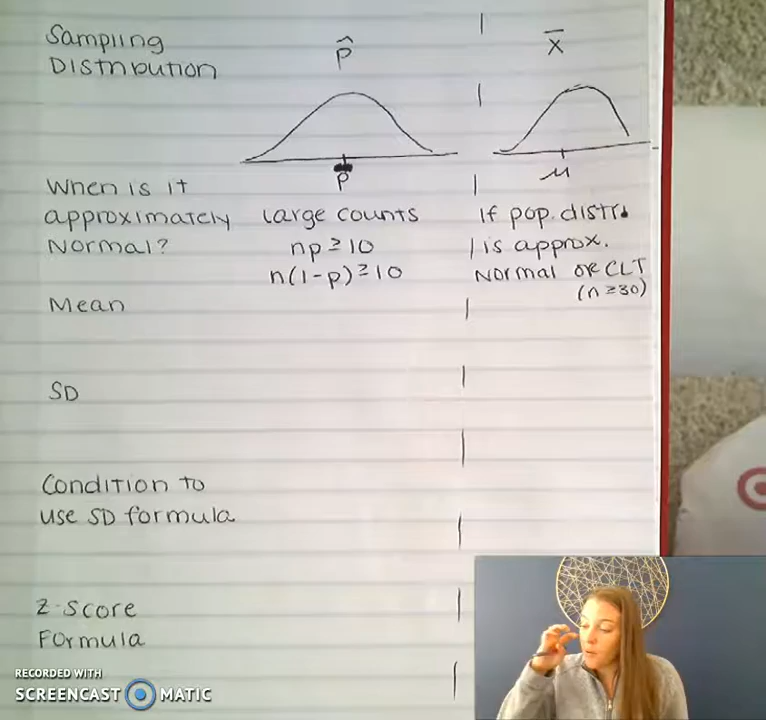 Sampling
Distribution
p̂
x̄
p
μ
When is it
approximately
Normal?
large counts
np ≥ 10
n(1-p) ≥ 10
If pop. distr.
is approx.
Normal or CLT
(n ≥ 30)
Mean
SD
Condition to
use SD formula
Z-score
Formula
RECORDED WITH
SCREENCAST MATIC